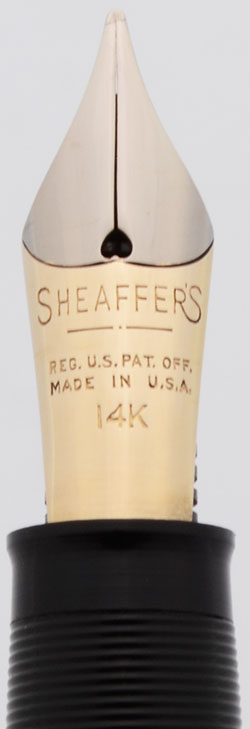 SHEAFFER'S
REG. U.S. PAT. OFF.
MADE IN U.S.A.
14K